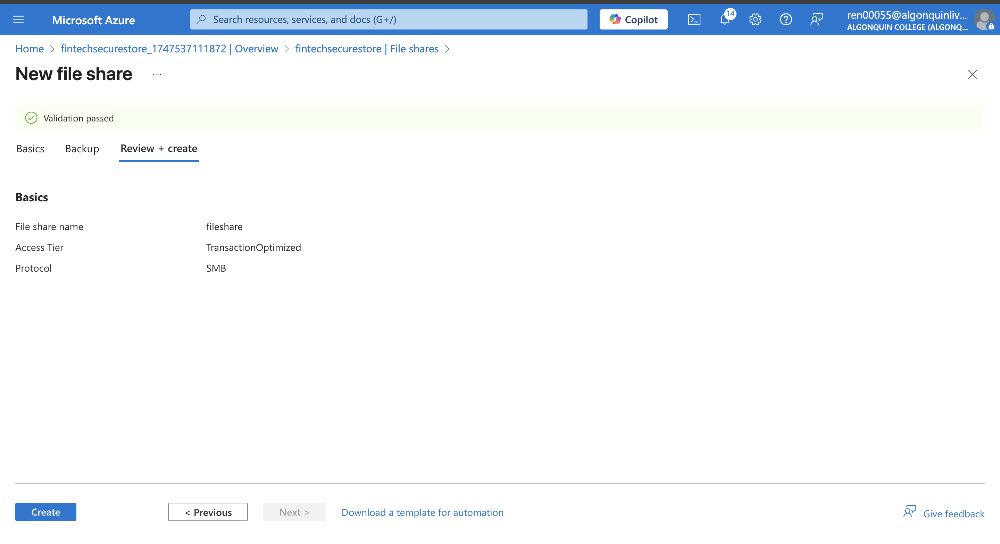 Microsoft Azure
Search resources, services, and docs (G+/)
Copilot
14
ren00055@algonquinliv...
ALGONQUIN COLLEGE (ALGONQ...
Home > fintechsecurestore_1747537111872 | Overview > fintechsecurestore | File shares >
New file share ...
Validation passed
Basics Backup Review + create
Basics
File share name fileshare
Access Tier TransactionOptimized
Protocol SMB
Create < Previous Next > Download a template for automation Give feedback